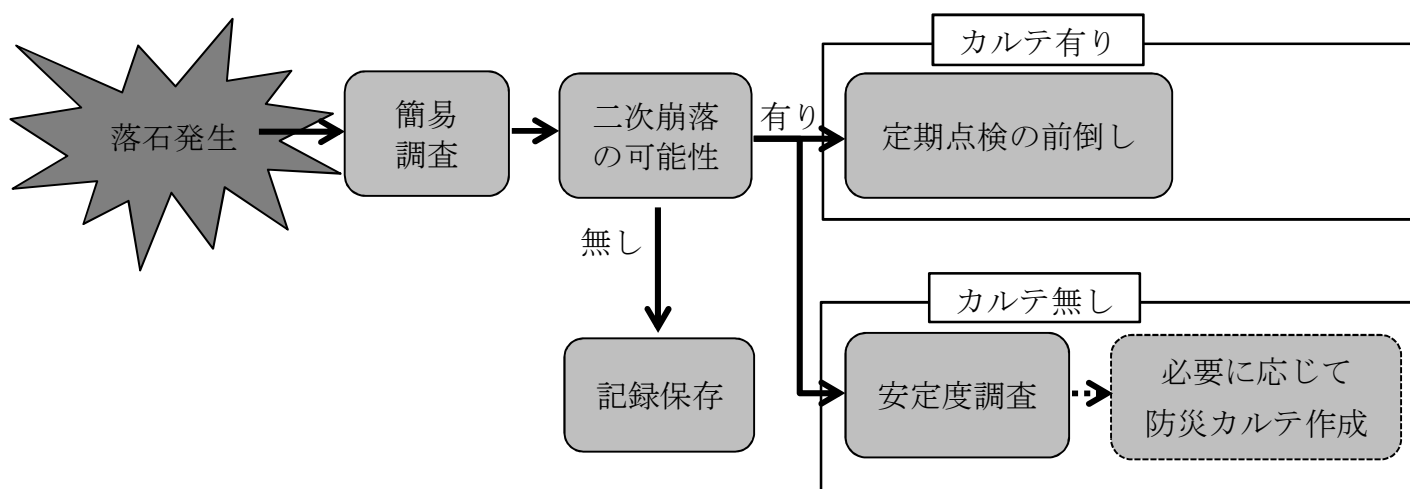 落石発生
簡易
調査
二次崩落
の可能性
有り
無し
記録保存
カルテ有り
定期点検の前倒し
カルテ無し
安定度調査
必要に応じて
防災カルテ作成